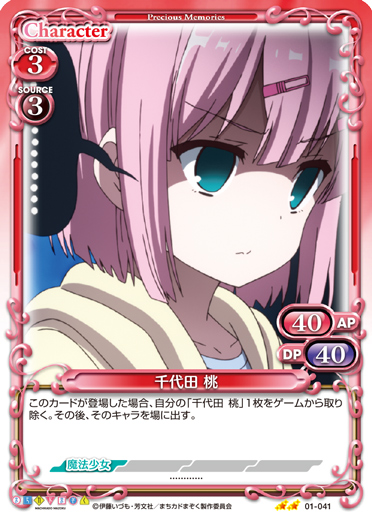 Precious Memories
Character
COST
3
SOURCE
3
40 AP
DP 40
千代田 桃
このカードが登場した場合、自分の「千代田 桃」1枚をゲームから取り
除く。その後、そのキャラを場に出す。
魔法少女
............
©伊藤いづも・芳文社／まちカドまぞく製作委員会
01-041